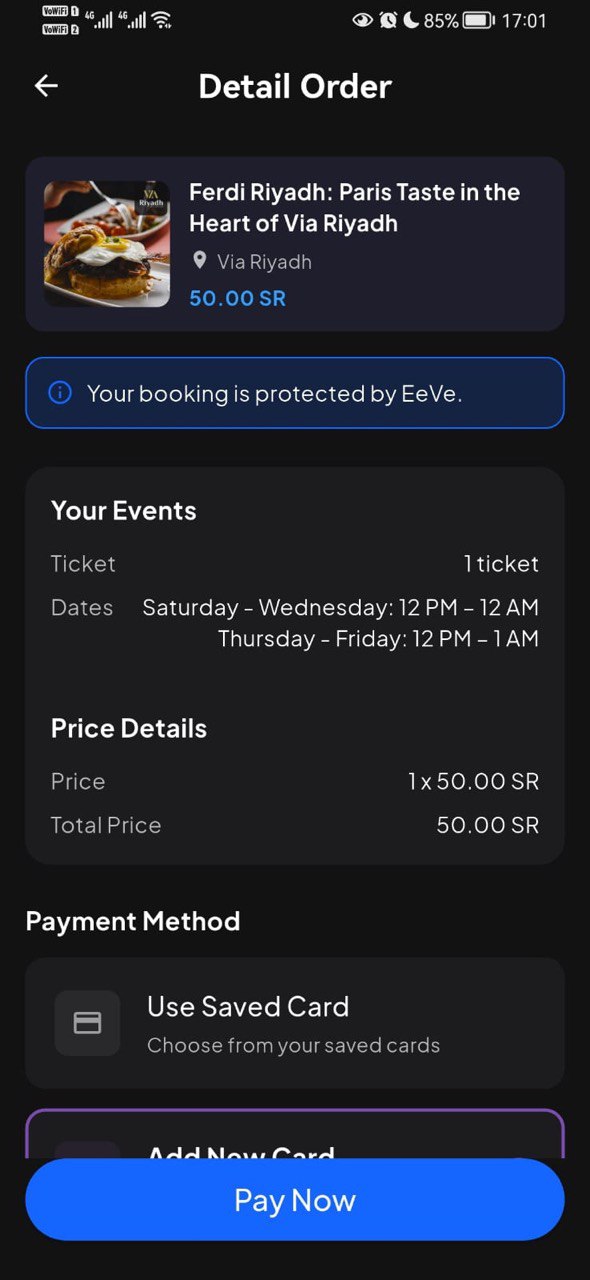 VoWiFi 1
VoWiFi 2
4G 4G 85% 17:01
Detail Order
VIA
Riyadh
Ferdi Riyadh: Paris Taste in the
Heart of Via Riyadh
Via Riyadh
50.00 SR
Your booking is protected by EeVe.
Your Events
Ticket 1 ticket
Dates Saturday - Wednesday: 12 PM – 12 AM
Thursday - Friday: 12 PM – 1 AM
Price Details
Price 1 x 50.00 SR
Total Price 50.00 SR
Payment Method
Use Saved Card
Choose from your saved cards
Add New Card
Pay Now